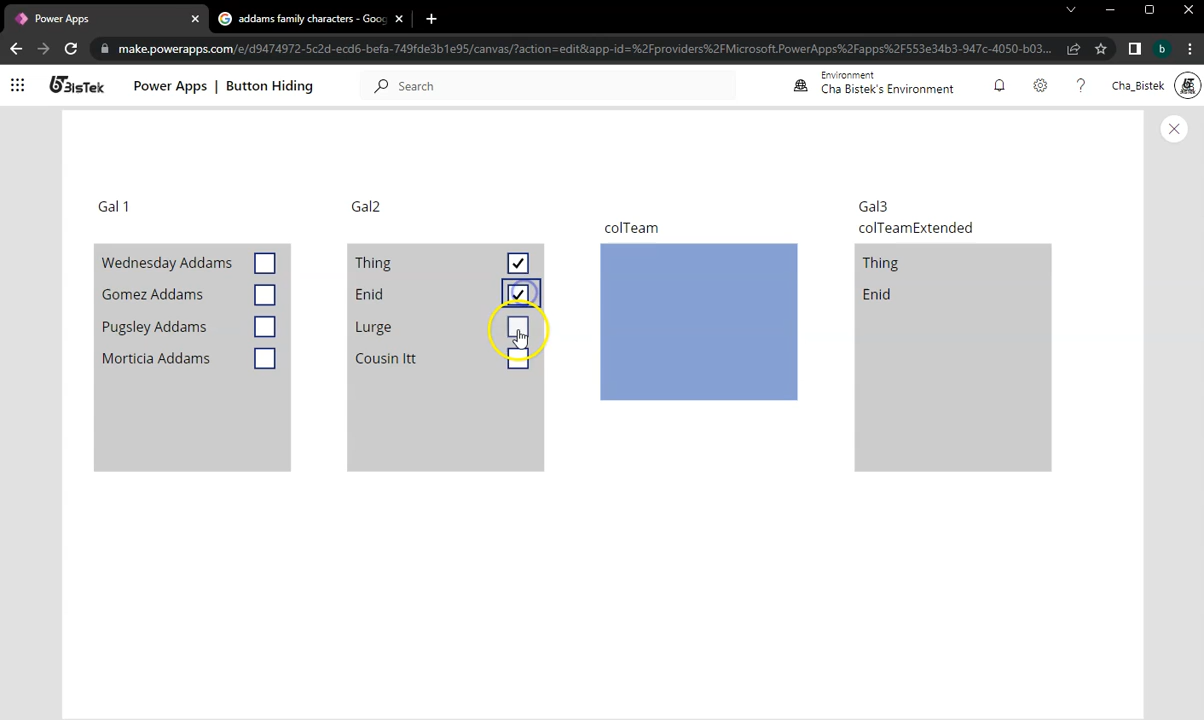 Power Apps
addams family characters - Goog
make.powerapps.com/e/d9474972-5c2d-ecd6-befa-749fde3b1e95/canvas/?action=edit&app-id=%2Fproviders%2FMicrosoft.PowerApps%2Fapps%2F553e34b3-947c-4050-b03...
b
BisTek
Power Apps | Button Hiding
Search
Environment
Cha Bistek's Environment
?
Cha_Bistek
Gal 1
Wednesday Addams
Gomez Addams
Pugsley Addams
Morticia Addams
Gal2
Thing
Enid
Lurge
Cousin Itt
colTeam
Gal3
colTeamExtended
Thing
Enid